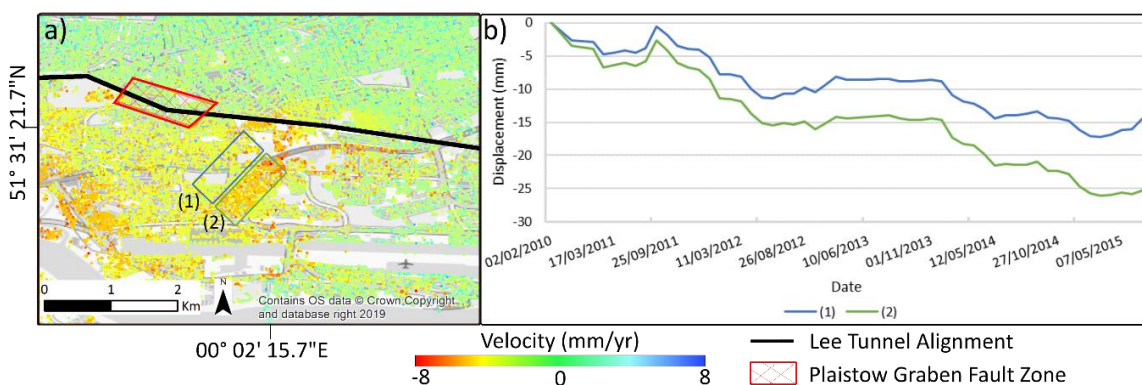 a)
51° 31' 21.7"N
(1)
(2)
0 1 2
Km
N
Contains OS data © Crown Copyright
and database right 2019
00° 02' 15.7"E
b)
Displacement (mm)
0
-5
-10
-15
-20
-25
-30
02/02/2010 17/03/2011 25/09/2011 11/03/2012 26/08/2012 10/06/2013 01/11/2013 12/05/2014 27/10/2014 07/05/2015
Date
(1) (2)
Velocity (mm/yr)
-8 0 8
Lee Tunnel Alignment
Plaistow Graben Fault Zone